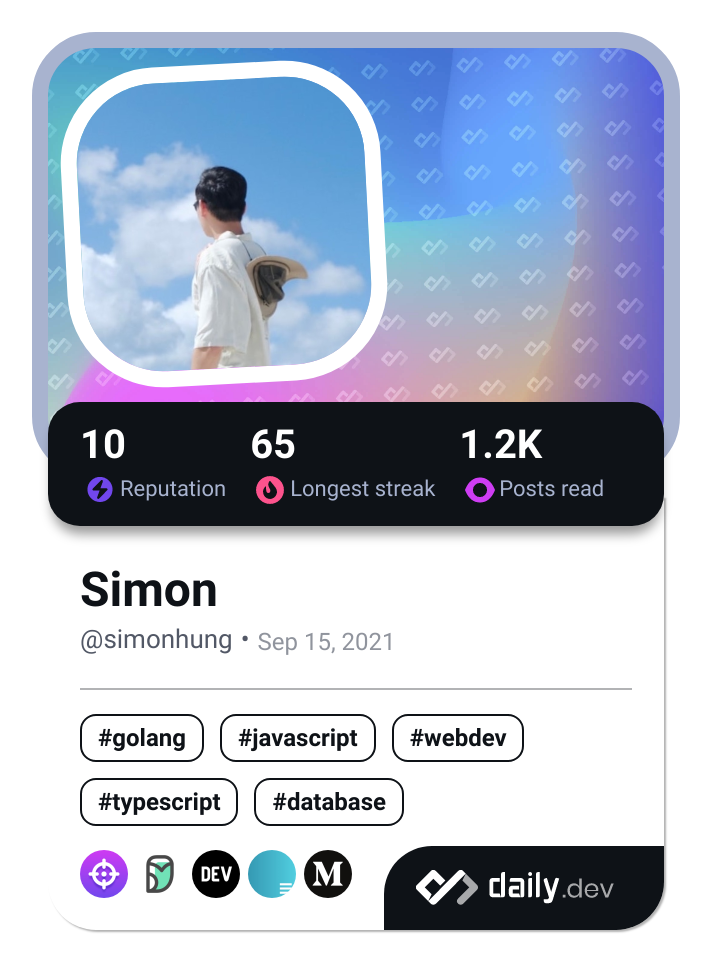 10 65 1.2K
Reputation Longest streak Posts read
Simon
@simonhung • Sep 15, 2021
#golang #javascript #webdev
#typescript #database
DEV M
daily.dev